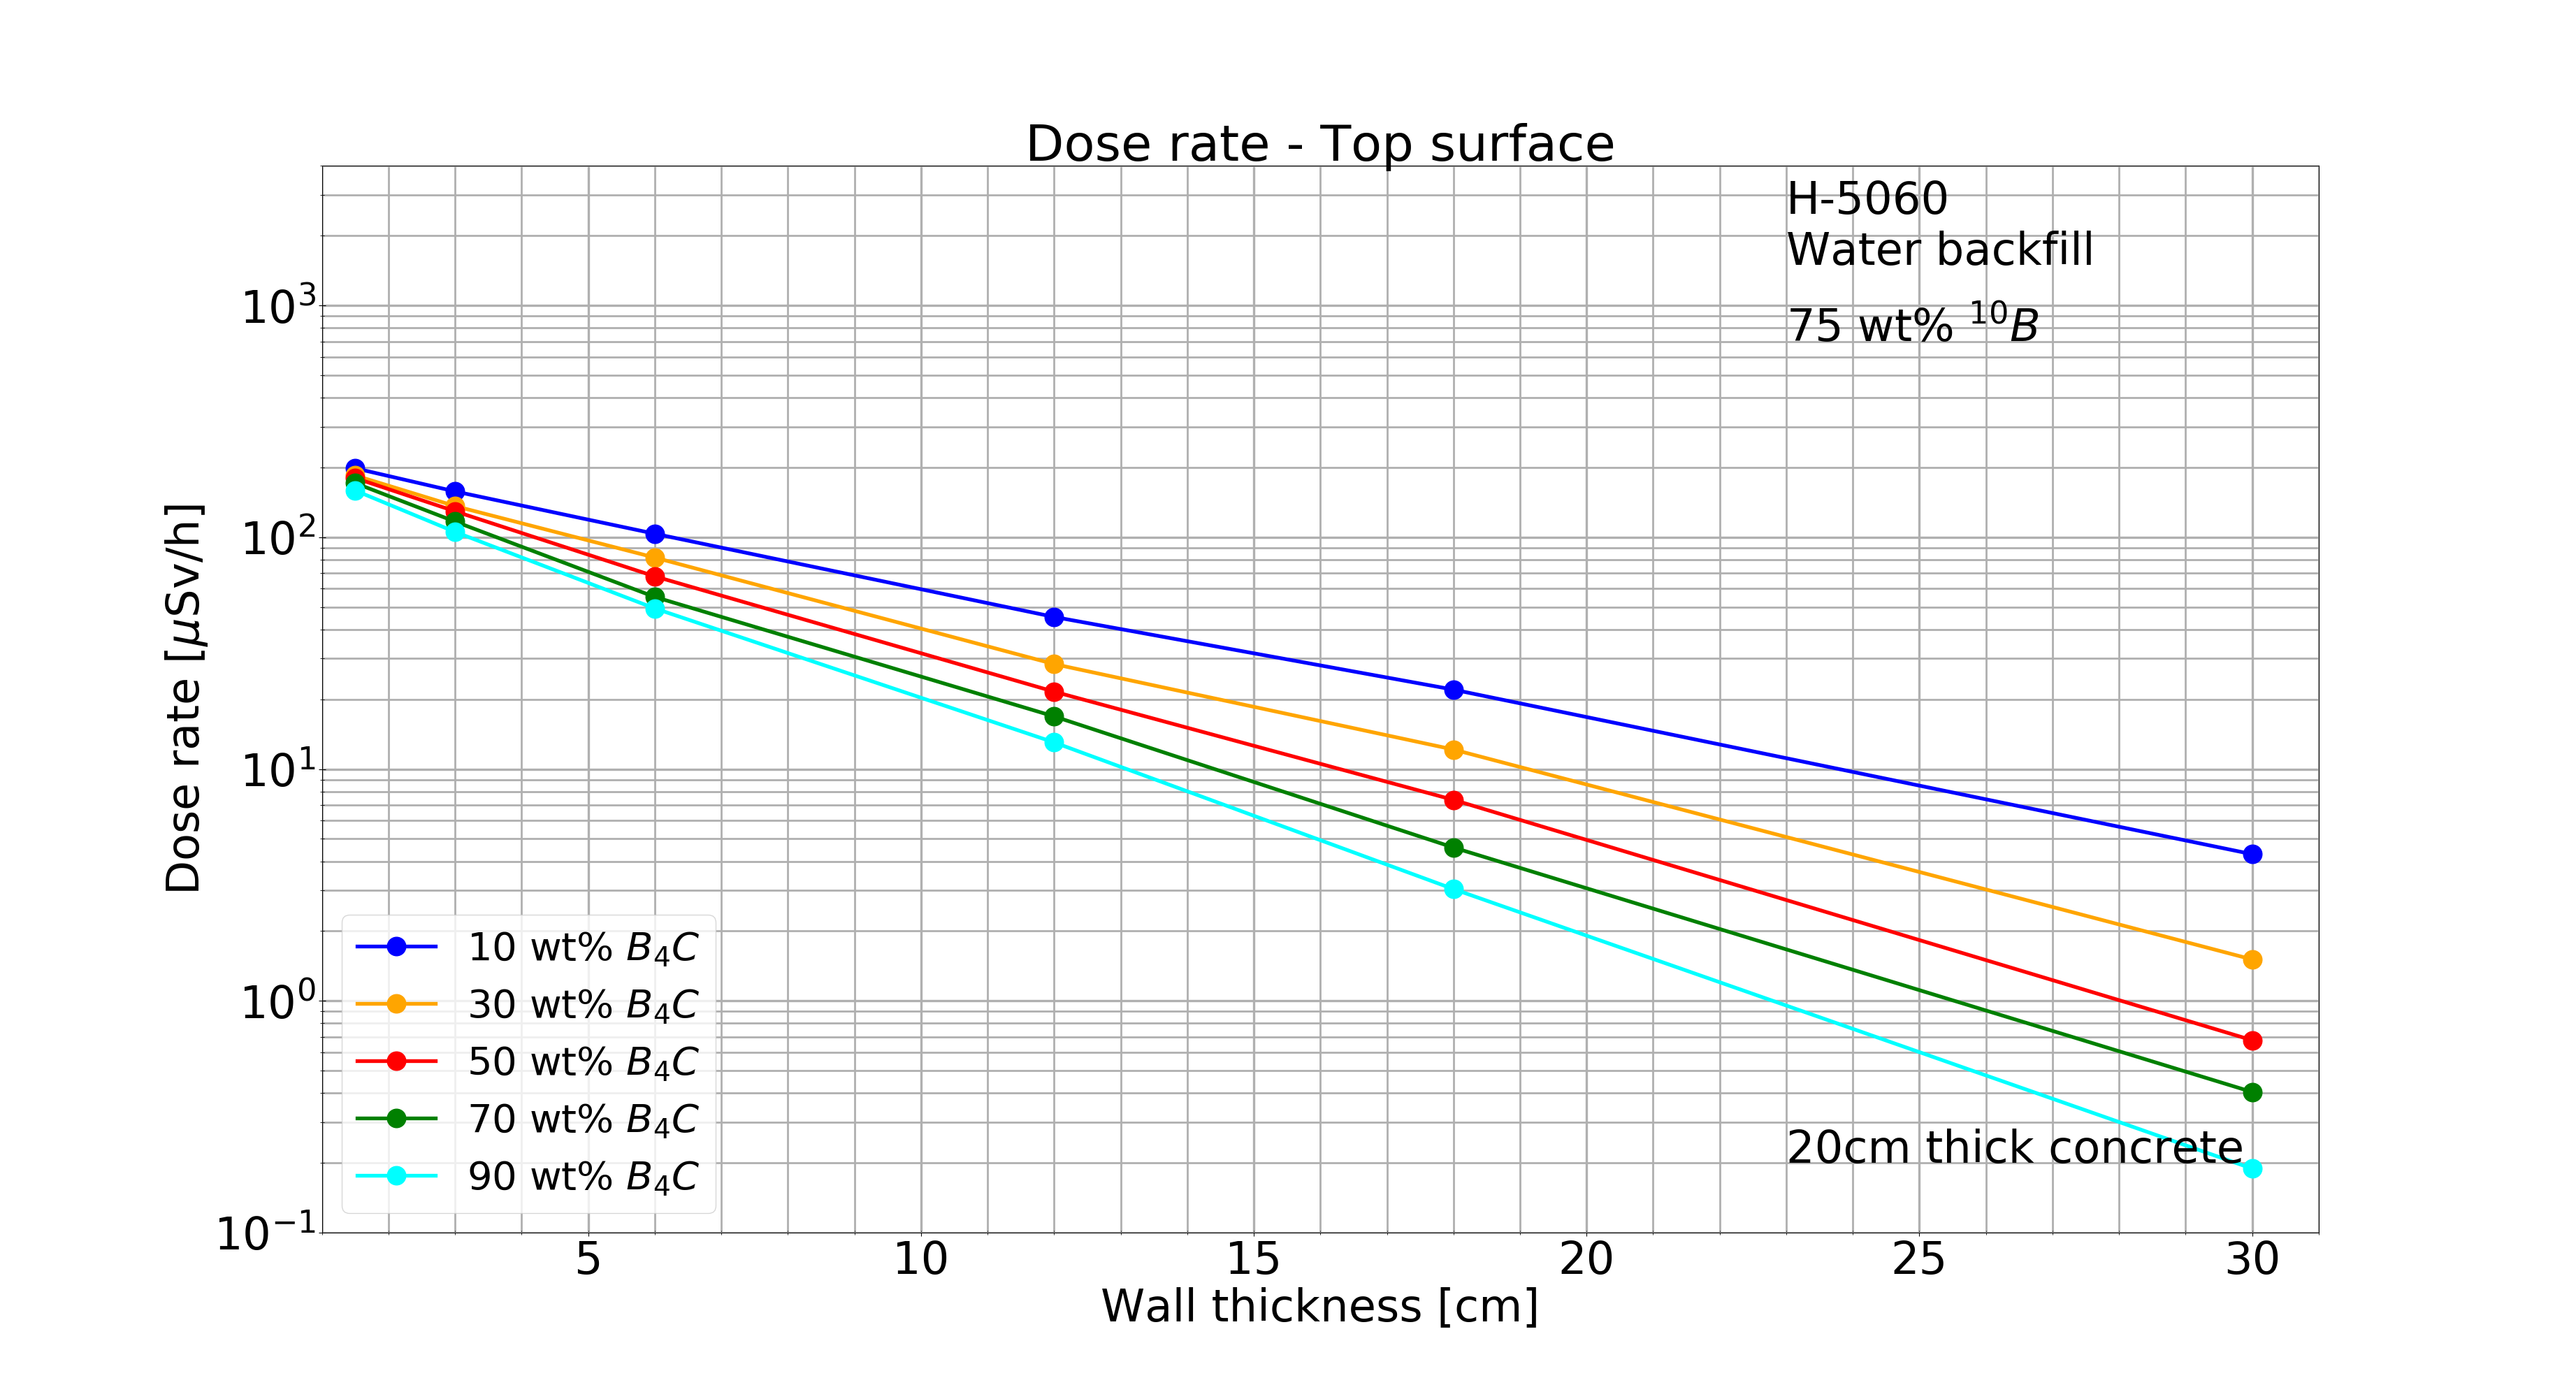 Dose rate - Top surface
H-5060
Water backfill
75 wt% ¹⁰B
10³
10²
10¹
10⁰
10⁻¹
Dose rate [μSv/h]
10 wt% B₄C
30 wt% B₄C
50 wt% B₄C
70 wt% B₄C
90 wt% B₄C
20cm thick concrete
5 10 15 20 25 30
Wall thickness [cm]